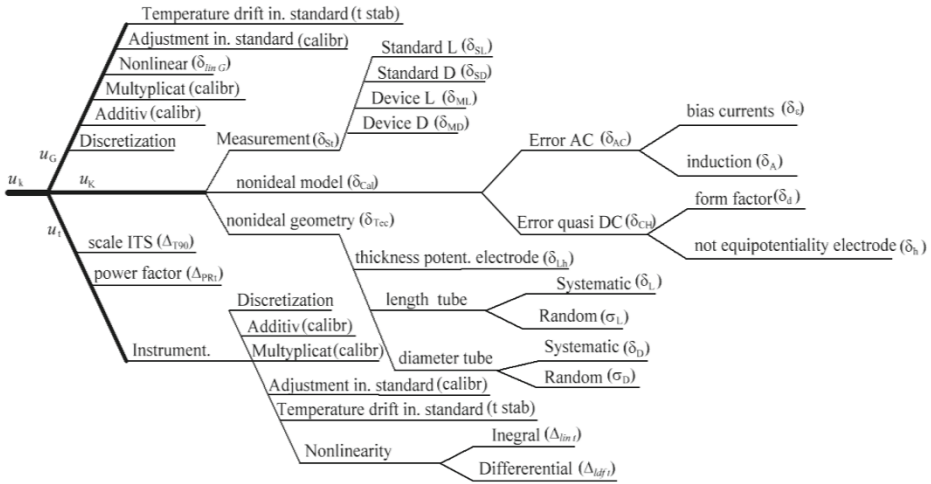 Temperature drift in. standard (t stab)
Adjustment in. standard (calibr)
Nonlinear (δlin G)
Multyplicat (calibr)
Additiv (calibr)
Discretization
uG
uk
uK
ut
Measurement (δSt)
Standard L (δSL)
Standard D (δSD)
Device L (δML)
Device D (δMD)
nonideal model (δCal)
Error AC (δAC)
bias currents (δc)
induction (δA)
Error quasi DC (δCH)
form factor (δd)
not equipotentiality electrode (δh)
nonideal geometry (δTec)
thickness potent. electrode (δLh)
length tube
Systematic (δL)
Random (σL)
diameter tube
Systematic (δD)
Random (σD)
scale ITS (ΔT90)
power factor (ΔPRt)
Instrument.
Discretization
Additiv (calibr)
Multyplicat (calibr)
Adjustment in. standard (calibr)
Temperature drift in. standard (t stab)
Nonlinearity
Inegral (Δlin t)
Differerential (Δldf t)